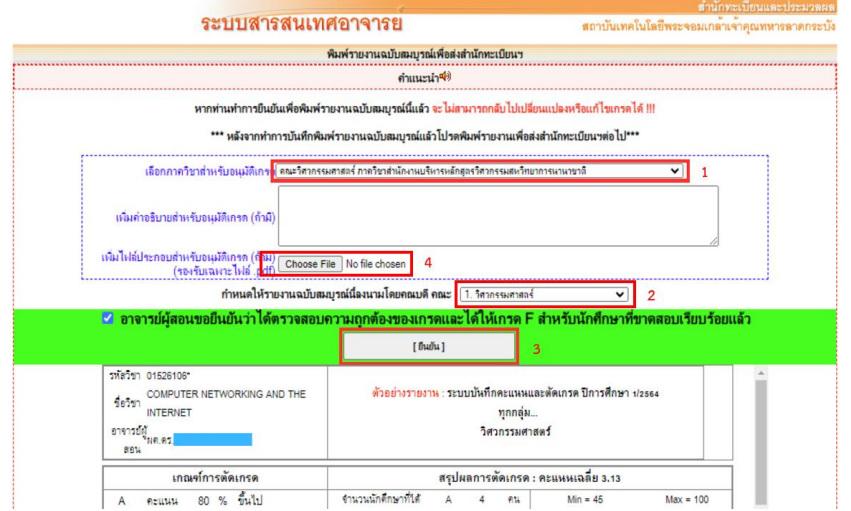 สำนักทะเบียนและประมวลผล
ระบบสารสนเทศอาจารย์
สถาบันเทคโนโลยีพระจอมเกล้าเจ้าคุณทหารลาดกระบัง
พิมพ์รายงานฉบับสมบูรณ์เพื่อส่งสำนักทะเบียนฯ
คำแนะนำ
หากท่านทำการยืนยันเพื่อพิมพ์รายงานฉบับสมบูรณ์นี้แล้ว จะไม่สามารถกลับไปเปลี่ยนแปลงหรือแก้ไขเกรดได้ !!!
*** หลังจากทำการบันทึกพิมพ์รายงานฉบับสมบูรณ์แล้วโปรดพิมพ์รายงานเพื่อส่งสำนักทะเบียนฯต่อไป***
เลือกภาควิชาสำหรับอนุมัติเกรด คณะวิศวกรรมศาสตร์ ภาควิชาสำนักงานบริหารหลักสูตรวิศวกรรมสหวิทยาการนานาชาติ 1
เพิ่มคำอธิบายสำหรับอนุมัติเกรด (ถ้ามี)
เพิ่มไฟล์ประกอบสำหรับอนุมัติเกรด (ถ้ามี)
(รองรับเฉพาะไฟล์ .pdf) Choose File No file chosen 4
กำหนดให้รายงานฉบับสมบูรณ์นี้ลงนามโดยคณบดี คณะ 1. วิศวกรรมศาสตร์ 2
อาจารย์ผู้สอนขอยืนยันว่าได้ตรวจสอบความถูกต้องของเกรดและได้ให้เกรด F สำหรับนักศึกษาที่ขาดสอบเรียบร้อยแล้ว
[ ยืนยัน ] 3
รหัสวิชา 01526106*
ชื่อวิชา COMPUTER NETWORKING AND THE INTERNET
อาจารย์ผู้สอน ผศ.ดร.
ตัวอย่างรายงาน : ระบบบันทึกคะแนนและตัดเกรด ปีการศึกษา 1/2564
ทุกกลุ่ม...
วิศวกรรมศาสตร์
เกณฑ์การตัดเกรด สรุปผลการตัดเกรด : คะแนนเฉลี่ย 3.13
A คะแนน 80 % ขึ้นไป จำนวนนักศึกษาที่ได้ A 4 คน Min = 45 Max = 100